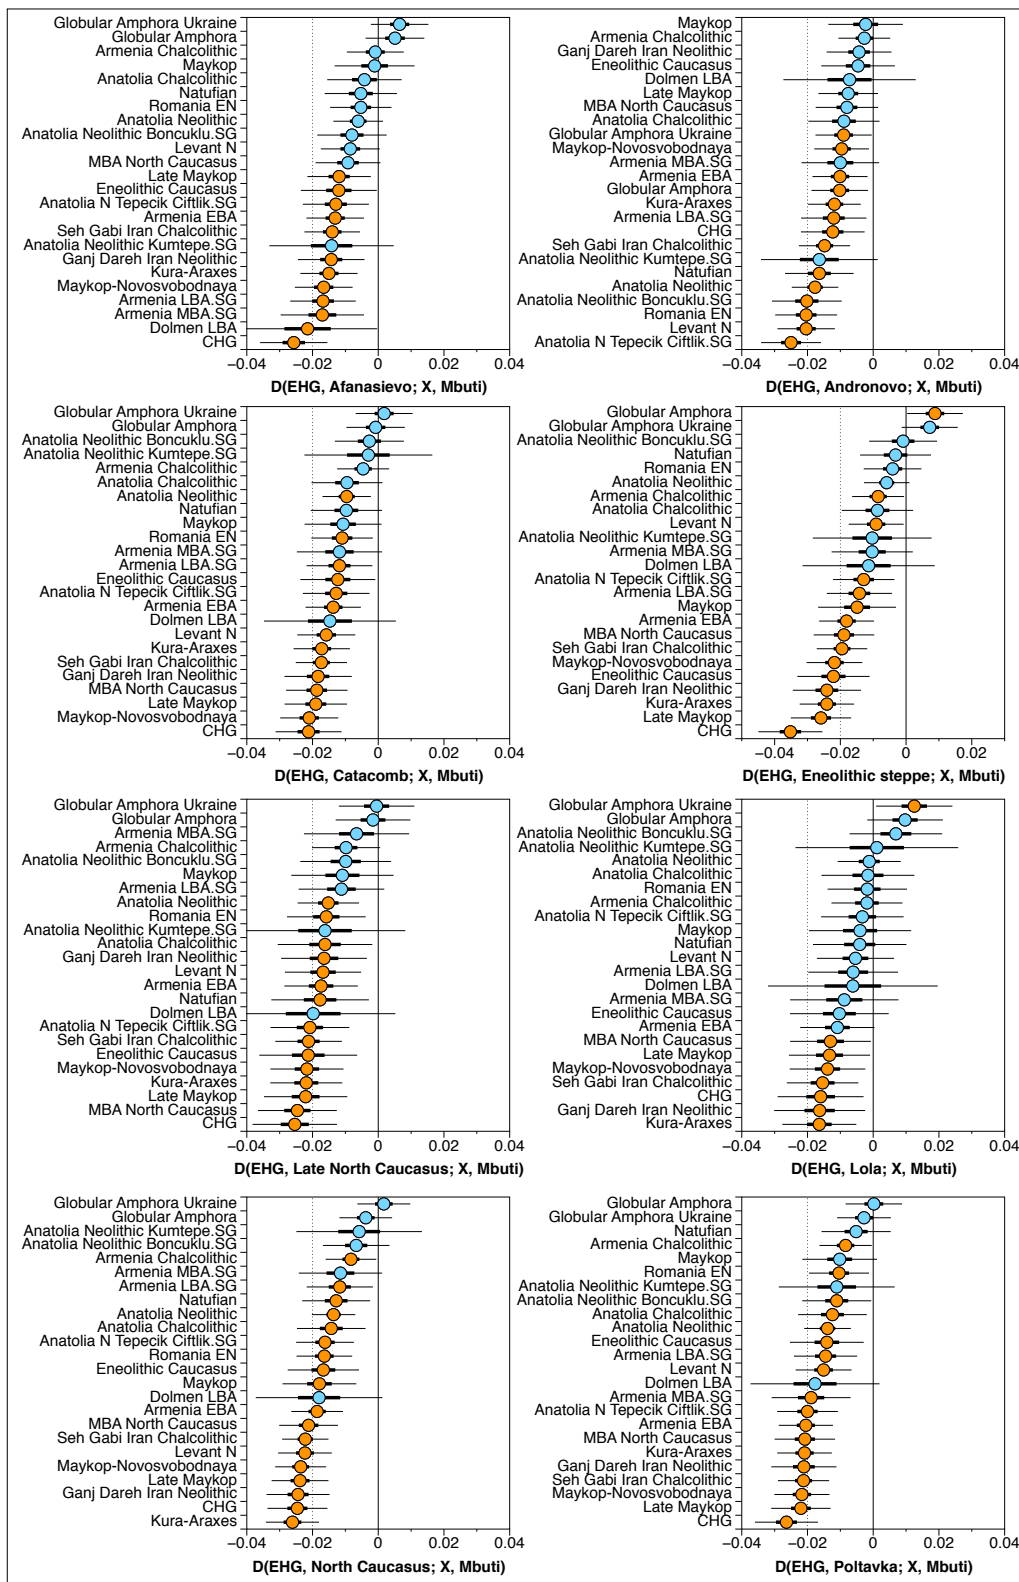 Globular Amphora Ukraine
Globular Amphora
Armenia Chalcolithic
Maykop
Anatolia Chalcolithic
Natufian
Romania EN
Anatolia Neolithic
Anatolia Neolithic Boncuklu.SG
Levant N
MBA North Caucasus
Late Maykop
Eneolithic Caucasus
Anatolia N Tepecik Ciftlik.SG
Armenia EBA
Seh Gabi Iran Chalcolithic
Anatolia Neolithic Kumtepe.SG
Ganj Dareh Iran Neolithic
Kura-Araxes
Maykop-Novosvobodnaya
Armenia LBA.SG
Armenia MBA.SG
Dolmen LBA
CHG
−0.04 −0.02 0 0.02 0.04
D(EHG, Afanasievo; X, Mbuti)
Maykop
Armenia Chalcolithic
Ganj Dareh Iran Neolithic
Eneolithic Caucasus
Dolmen LBA
Late Maykop
MBA North Caucasus
Anatolia Chalcolithic
Globular Amphora Ukraine
Maykop-Novosvobodnaya
Armenia MBA.SG
Armenia EBA
Globular Amphora
Kura-Araxes
Armenia LBA.SG
CHG
Seh Gabi Iran Chalcolithic
Anatolia Neolithic Kumtepe.SG
Natufian
Anatolia Neolithic
Anatolia Neolithic Boncuklu.SG
Romania EN
Levant N
Anatolia N Tepecik Ciftlik.SG
−0.04 −0.02 0 0.02 0.04
D(EHG, Andronovo; X, Mbuti)
Globular Amphora Ukraine
Globular Amphora
Anatolia Neolithic Boncuklu.SG
Anatolia Neolithic Kumtepe.SG
Armenia Chalcolithic
Anatolia Chalcolithic
Anatolia Neolithic
Natufian
Maykop
Romania EN
Armenia MBA.SG
Armenia LBA.SG
Eneolithic Caucasus
Anatolia N Tepecik Ciftlik.SG
Armenia EBA
Dolmen LBA
Levant N
Kura-Araxes
Seh Gabi Iran Chalcolithic
Ganj Dareh Iran Neolithic
MBA North Caucasus
Late Maykop
Maykop-Novosvobodnaya
CHG
−0.04 −0.02 0 0.02 0.04
D(EHG, Catacomb; X, Mbuti)
Globular Amphora
Globular Amphora Ukraine
Anatolia Neolithic Boncuklu.SG
Natufian
Romania EN
Anatolia Neolithic
Armenia Chalcolithic
Anatolia Chalcolithic
Levant N
Anatolia Neolithic Kumtepe.SG
Armenia MBA.SG
Dolmen LBA
Anatolia N Tepecik Ciftlik.SG
Armenia LBA.SG
Maykop
Armenia EBA
MBA North Caucasus
Seh Gabi Iran Chalcolithic
Maykop-Novosvobodnaya
Eneolithic Caucasus
Ganj Dareh Iran Neolithic
Kura-Araxes
Late Maykop
CHG
−0.04 −0.02 0 0.02
D(EHG, Eneolithic steppe; X, Mbuti)
Globular Amphora Ukraine
Globular Amphora
Armenia MBA.SG
Armenia Chalcolithic
Anatolia Neolithic Boncuklu.SG
Maykop
Armenia LBA.SG
Anatolia Neolithic
Romania EN
Anatolia Neolithic Kumtepe.SG
Anatolia Chalcolithic
Ganj Dareh Iran Neolithic
Levant N
Armenia EBA
Natufian
Dolmen LBA
Anatolia N Tepecik Ciftlik.SG
Seh Gabi Iran Chalcolithic
Eneolithic Caucasus
Maykop-Novosvobodnaya
Kura-Araxes
Late Maykop
MBA North Caucasus
CHG
−0.04 −0.02 0 0.02 0.04
D(EHG, Late North Caucasus; X, Mbuti)
Globular Amphora Ukraine
Globular Amphora
Anatolia Neolithic Boncuklu.SG
Anatolia Neolithic Kumtepe.SG
Anatolia Neolithic
Anatolia Chalcolithic
Romania EN
Armenia Chalcolithic
Anatolia N Tepecik Ciftlik.SG
Maykop
Natufian
Levant N
Armenia LBA.SG
Dolmen LBA
Armenia MBA.SG
Eneolithic Caucasus
Armenia EBA
MBA North Caucasus
Late Maykop
Maykop-Novosvobodnaya
Seh Gabi Iran Chalcolithic
CHG
Ganj Dareh Iran Neolithic
Kura-Araxes
−0.04 −0.02 0 0.02 0.04
D(EHG, Lola; X, Mbuti)
Globular Amphora Ukraine
Globular Amphora
Anatolia Neolithic Kumtepe.SG
Anatolia Neolithic Boncuklu.SG
Armenia Chalcolithic
Armenia MBA.SG
Armenia LBA.SG
Natufian
Anatolia Neolithic
Anatolia Chalcolithic
Anatolia N Tepecik Ciftlik.SG
Romania EN
Eneolithic Caucasus
Maykop
Dolmen LBA
Armenia EBA
MBA North Caucasus
Seh Gabi Iran Chalcolithic
Levant N
Maykop-Novosvobodnaya
Late Maykop
Ganj Dareh Iran Neolithic
CHG
Kura-Araxes
−0.04 −0.02 0 0.02 0.04
D(EHG, North Caucasus; X, Mbuti)
Globular Amphora
Globular Amphora Ukraine
Natufian
Armenia Chalcolithic
Maykop
Romania EN
Anatolia Neolithic Kumtepe.SG
Anatolia Neolithic Boncuklu.SG
Anatolia Chalcolithic
Anatolia Neolithic
Eneolithic Caucasus
Armenia LBA.SG
Levant N
Dolmen LBA
Armenia MBA.SG
Anatolia N Tepecik Ciftlik.SG
Armenia EBA
MBA North Caucasus
Kura-Araxes
Ganj Dareh Iran Neolithic
Seh Gabi Iran Chalcolithic
Maykop-Novosvobodnaya
Late Maykop
CHG
−0.04 −0.02 0 0.02 0.04
D(EHG, Poltavka; X, Mbuti)